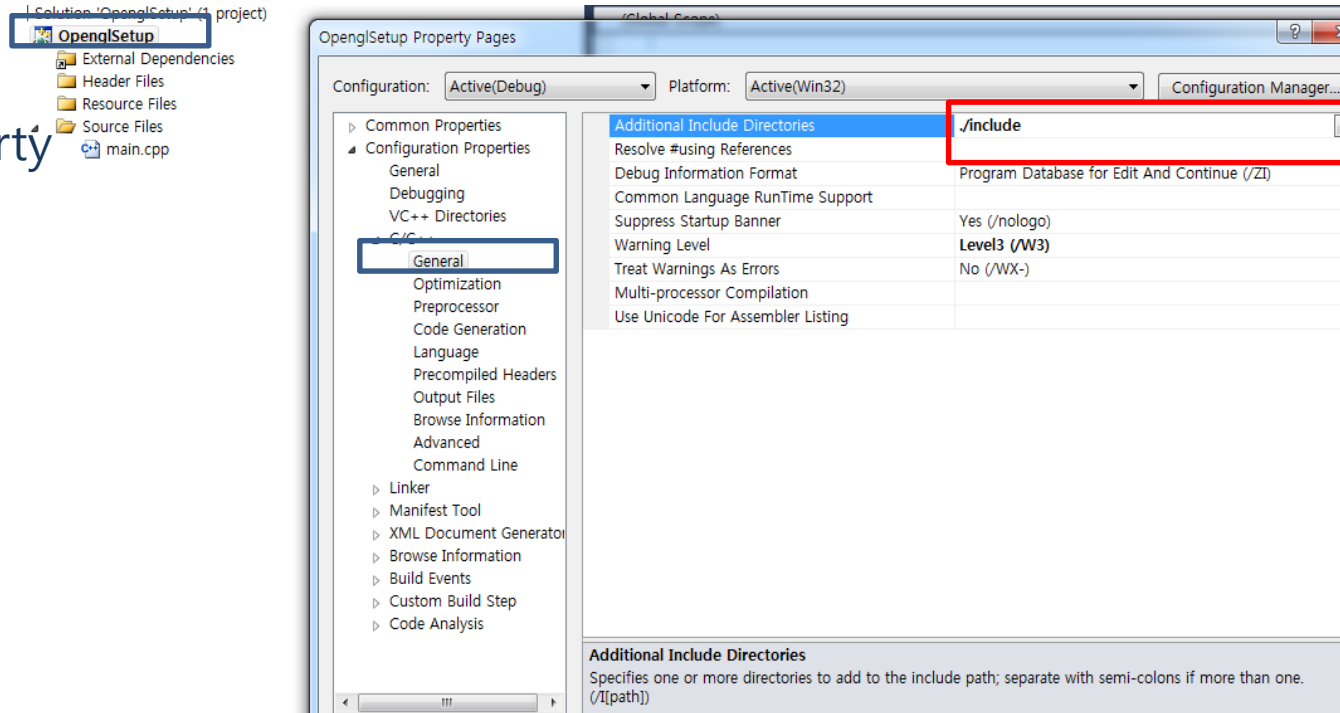 Solution 'OpenglSetup' (1 project)
OpenglSetup
External Dependencies
Header Files
Resource Files
Source Files
main.cpp
rty
(Global Scope)
OpenglSetup Property Pages
?
Configuration: Active(Debug) Platform: Active(Win32) Configuration Manager...
Common Properties
Configuration Properties
General
Debugging
VC++ Directories
C/C++
General
Optimization
Preprocessor
Code Generation
Language
Precompiled Headers
Output Files
Browse Information
Advanced
Command Line
Linker
Manifest Tool
XML Document Generator
Browse Information
Build Events
Custom Build Step
Code Analysis
Additional Include Directories ./include
Resolve #using References
Debug Information Format Program Database for Edit And Continue (/ZI)
Common Language RunTime Support
Suppress Startup Banner Yes (/nologo)
Warning Level Level3 (/W3)
Treat Warnings As Errors No (/WX-)
Multi-processor Compilation
Use Unicode For Assembler Listing
Additional Include Directories
Specifies one or more directories to add to the include path; separate with semi-colons if more than one.
(/I[path])